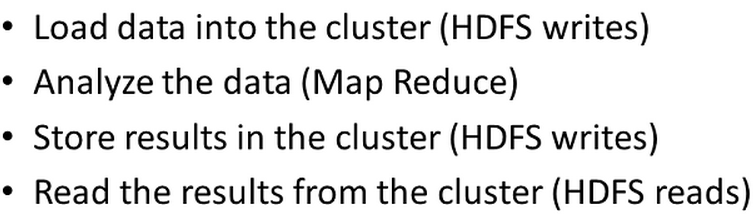 • Load data into the cluster (HDFS writes)
• Analyze the data (Map Reduce)
• Store results in the cluster (HDFS writes)
• Read the results from the cluster (HDFS reads)